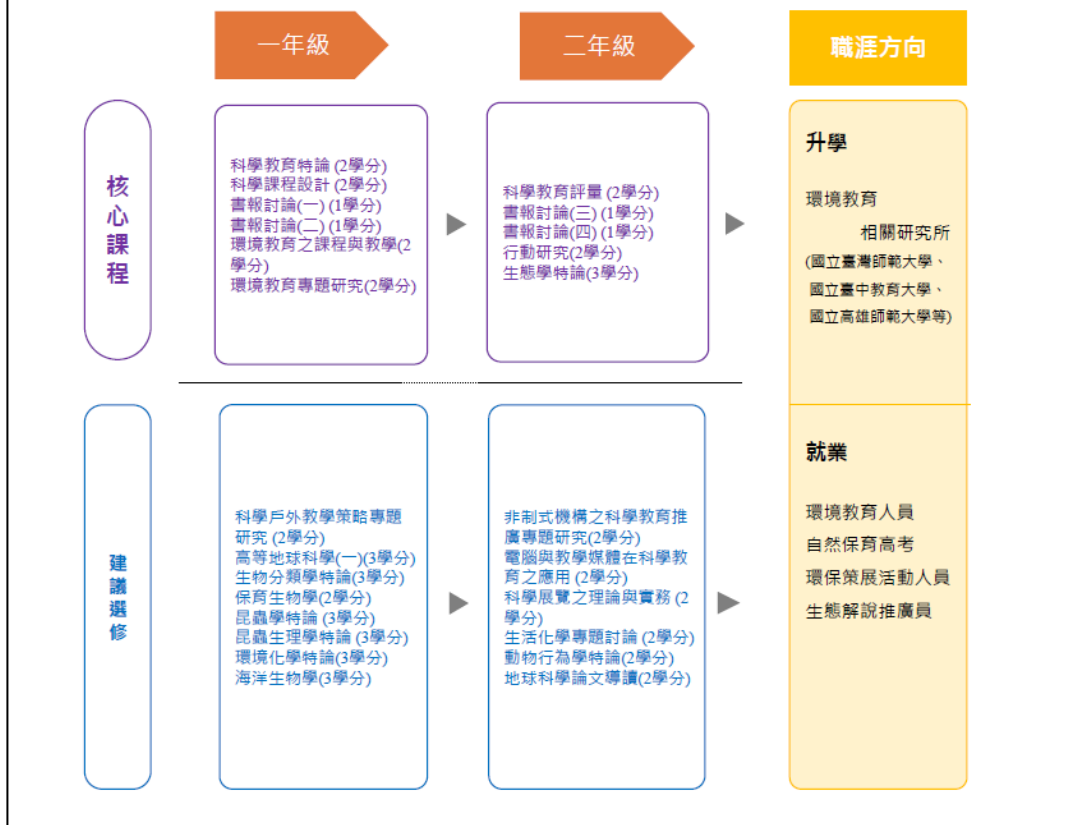 一年級
二年級
職涯方向
核心課程
科學教育特論 (2學分)
科學課程設計 (2學分)
書報討論(一) (1學分)
書報討論(二) (1學分)
環境教育之課程與教學(2
學分)
環境教育專題研究(2學分)
科學教育評量 (2學分)
書報討論(三) (1學分)
書報討論(四) (1學分)
行動研究(2學分)
生態學特論(3學分)
升學
環境教育
相關研究所
(國立臺灣師範大學、
國立臺中教育大學、
國立高雄師範大學等)
建議選修
科學戶外教學策略專題
研究 (2學分)
高等地球科學(一)(3學分)
生物分類學特論(3學分)
保育生物學(2學分)
昆蟲學特論 (3學分)
昆蟲生理學特論 (3學分)
環境化學特論(3學分)
海洋生物學(3學分)
非制式機構之科學教育推
廣專題研究(2學分)
電腦與教學媒體在科學教
育之應用 (2學分)
科學展覽之理論與實務 (2
學分)
生活化學專題討論 (2學分)
動物行為學特論(2學分)
地球科學論文導讀(2學分)
就業
環境教育人員
自然保育高考
環保策展活動人員
生態解說推廣員